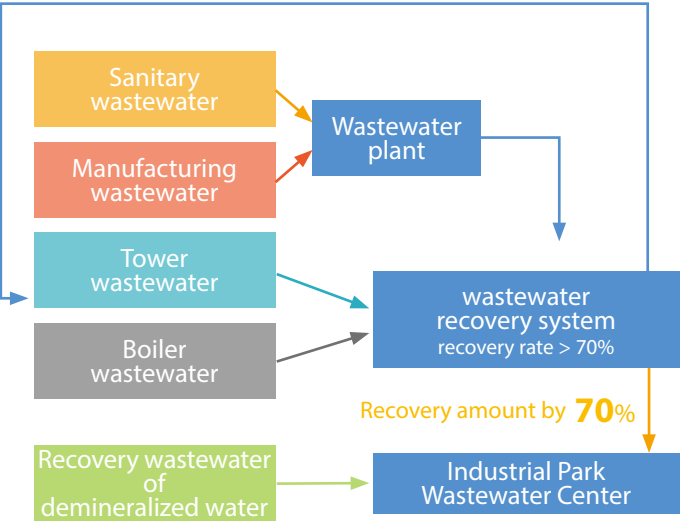 Sanitary
wastewater
Wastewater
plant
Manufacturing
wastewater
Tower
wastewater
wastewater
recovery system
recovery rate > 70%
Boiler
wastewater
Recovery amount by 70%
Recovery wastewater
of
demineralized water
Industrial Park
Wastewater Center